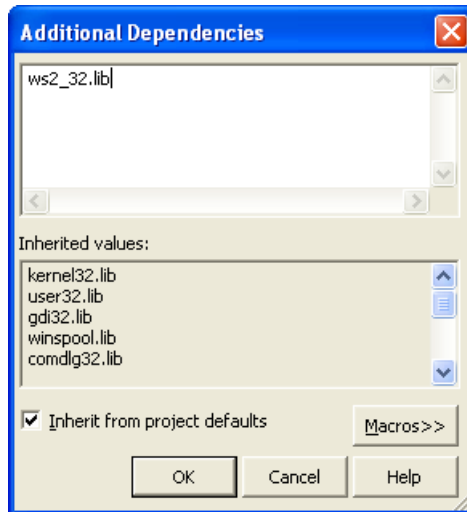 Additional Dependencies
ws2_32.lib
Inherited values:
kernel32.lib
user32.lib
gdi32.lib
winspool.lib
comdlg32.lib
Inherit from project defaults
Macros>>
OK Cancel Help